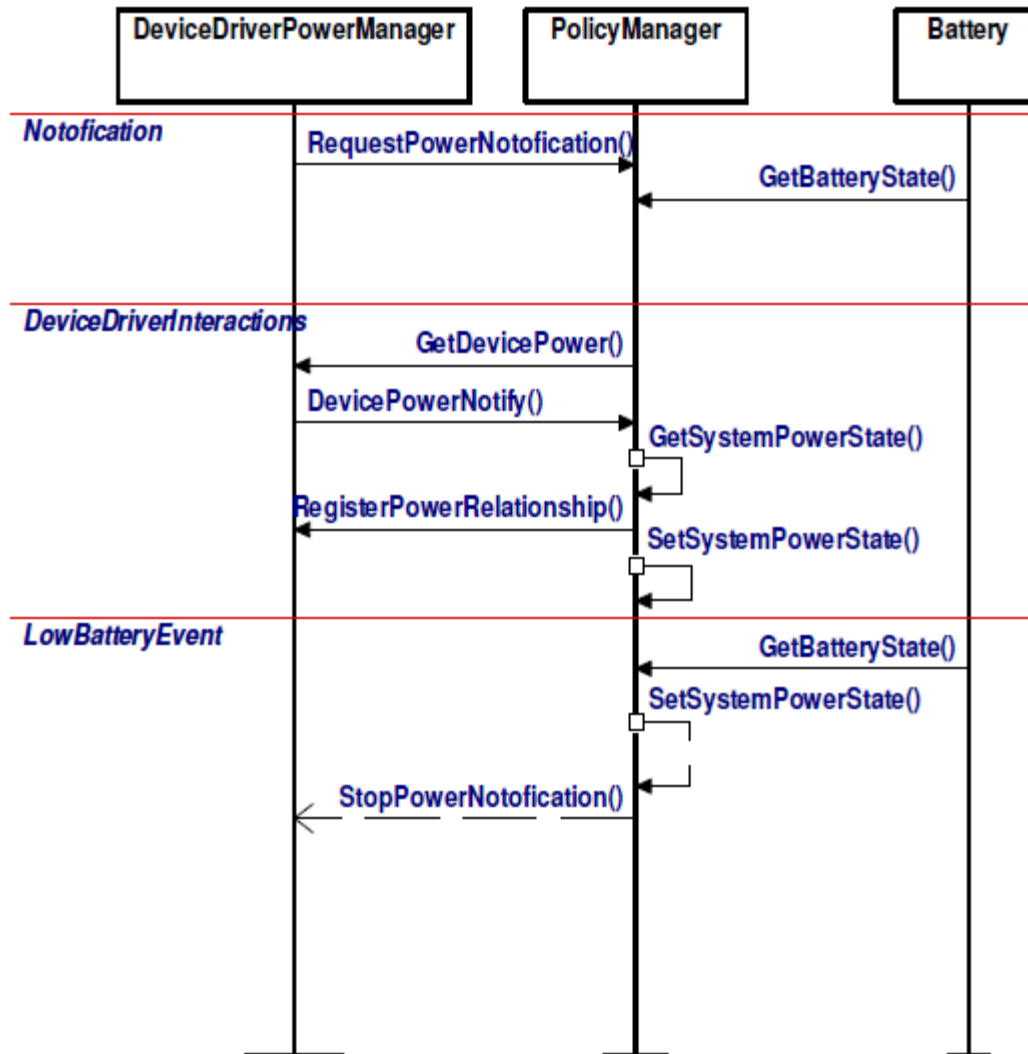 DeviceDriverPowerManager
PolicyManager
Battery
Notofication
RequestPowerNotofication()
GetBatteryState()
DeviceDriverInteractions
GetDevicePower()
DevicePowerNotify()
GetSystemPowerState()
RegisterPowerRelationship()
SetSystemPowerState()
LowBatteryEvent
GetBatteryState()
SetSystemPowerState()
StopPowerNotofication()